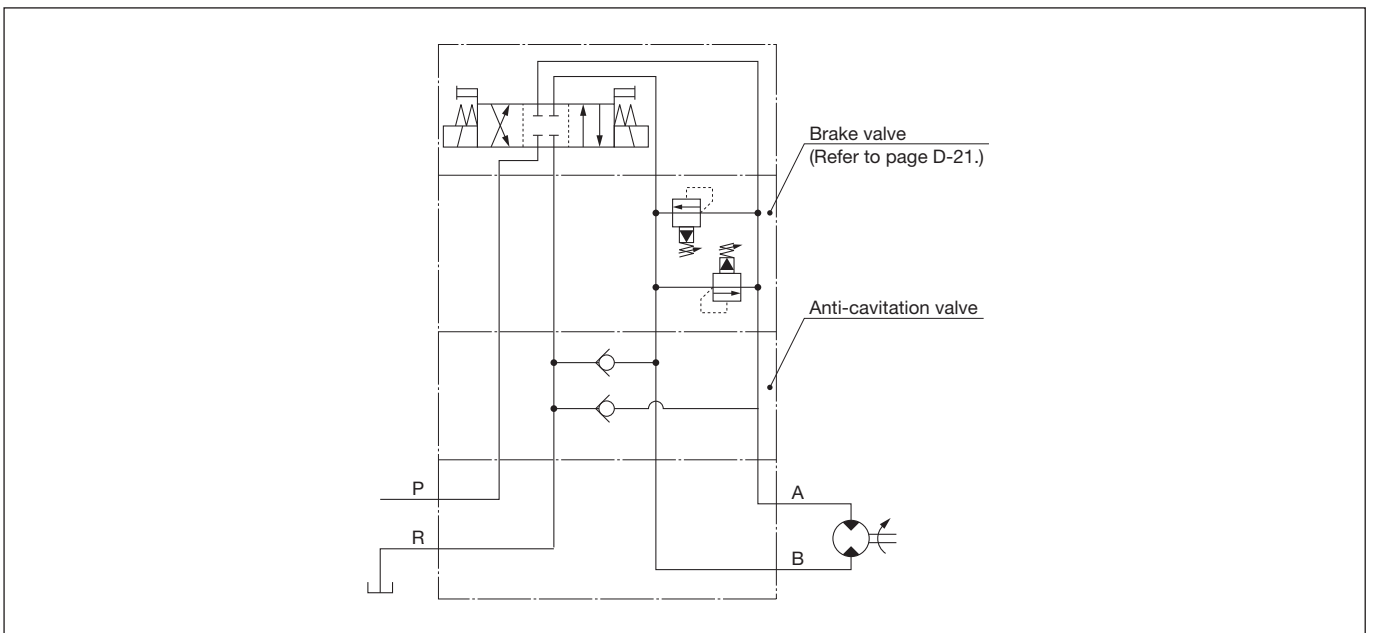 Brake valve
(Refer to page D-21.)
Anti-cavitation valve
P
A
R
B